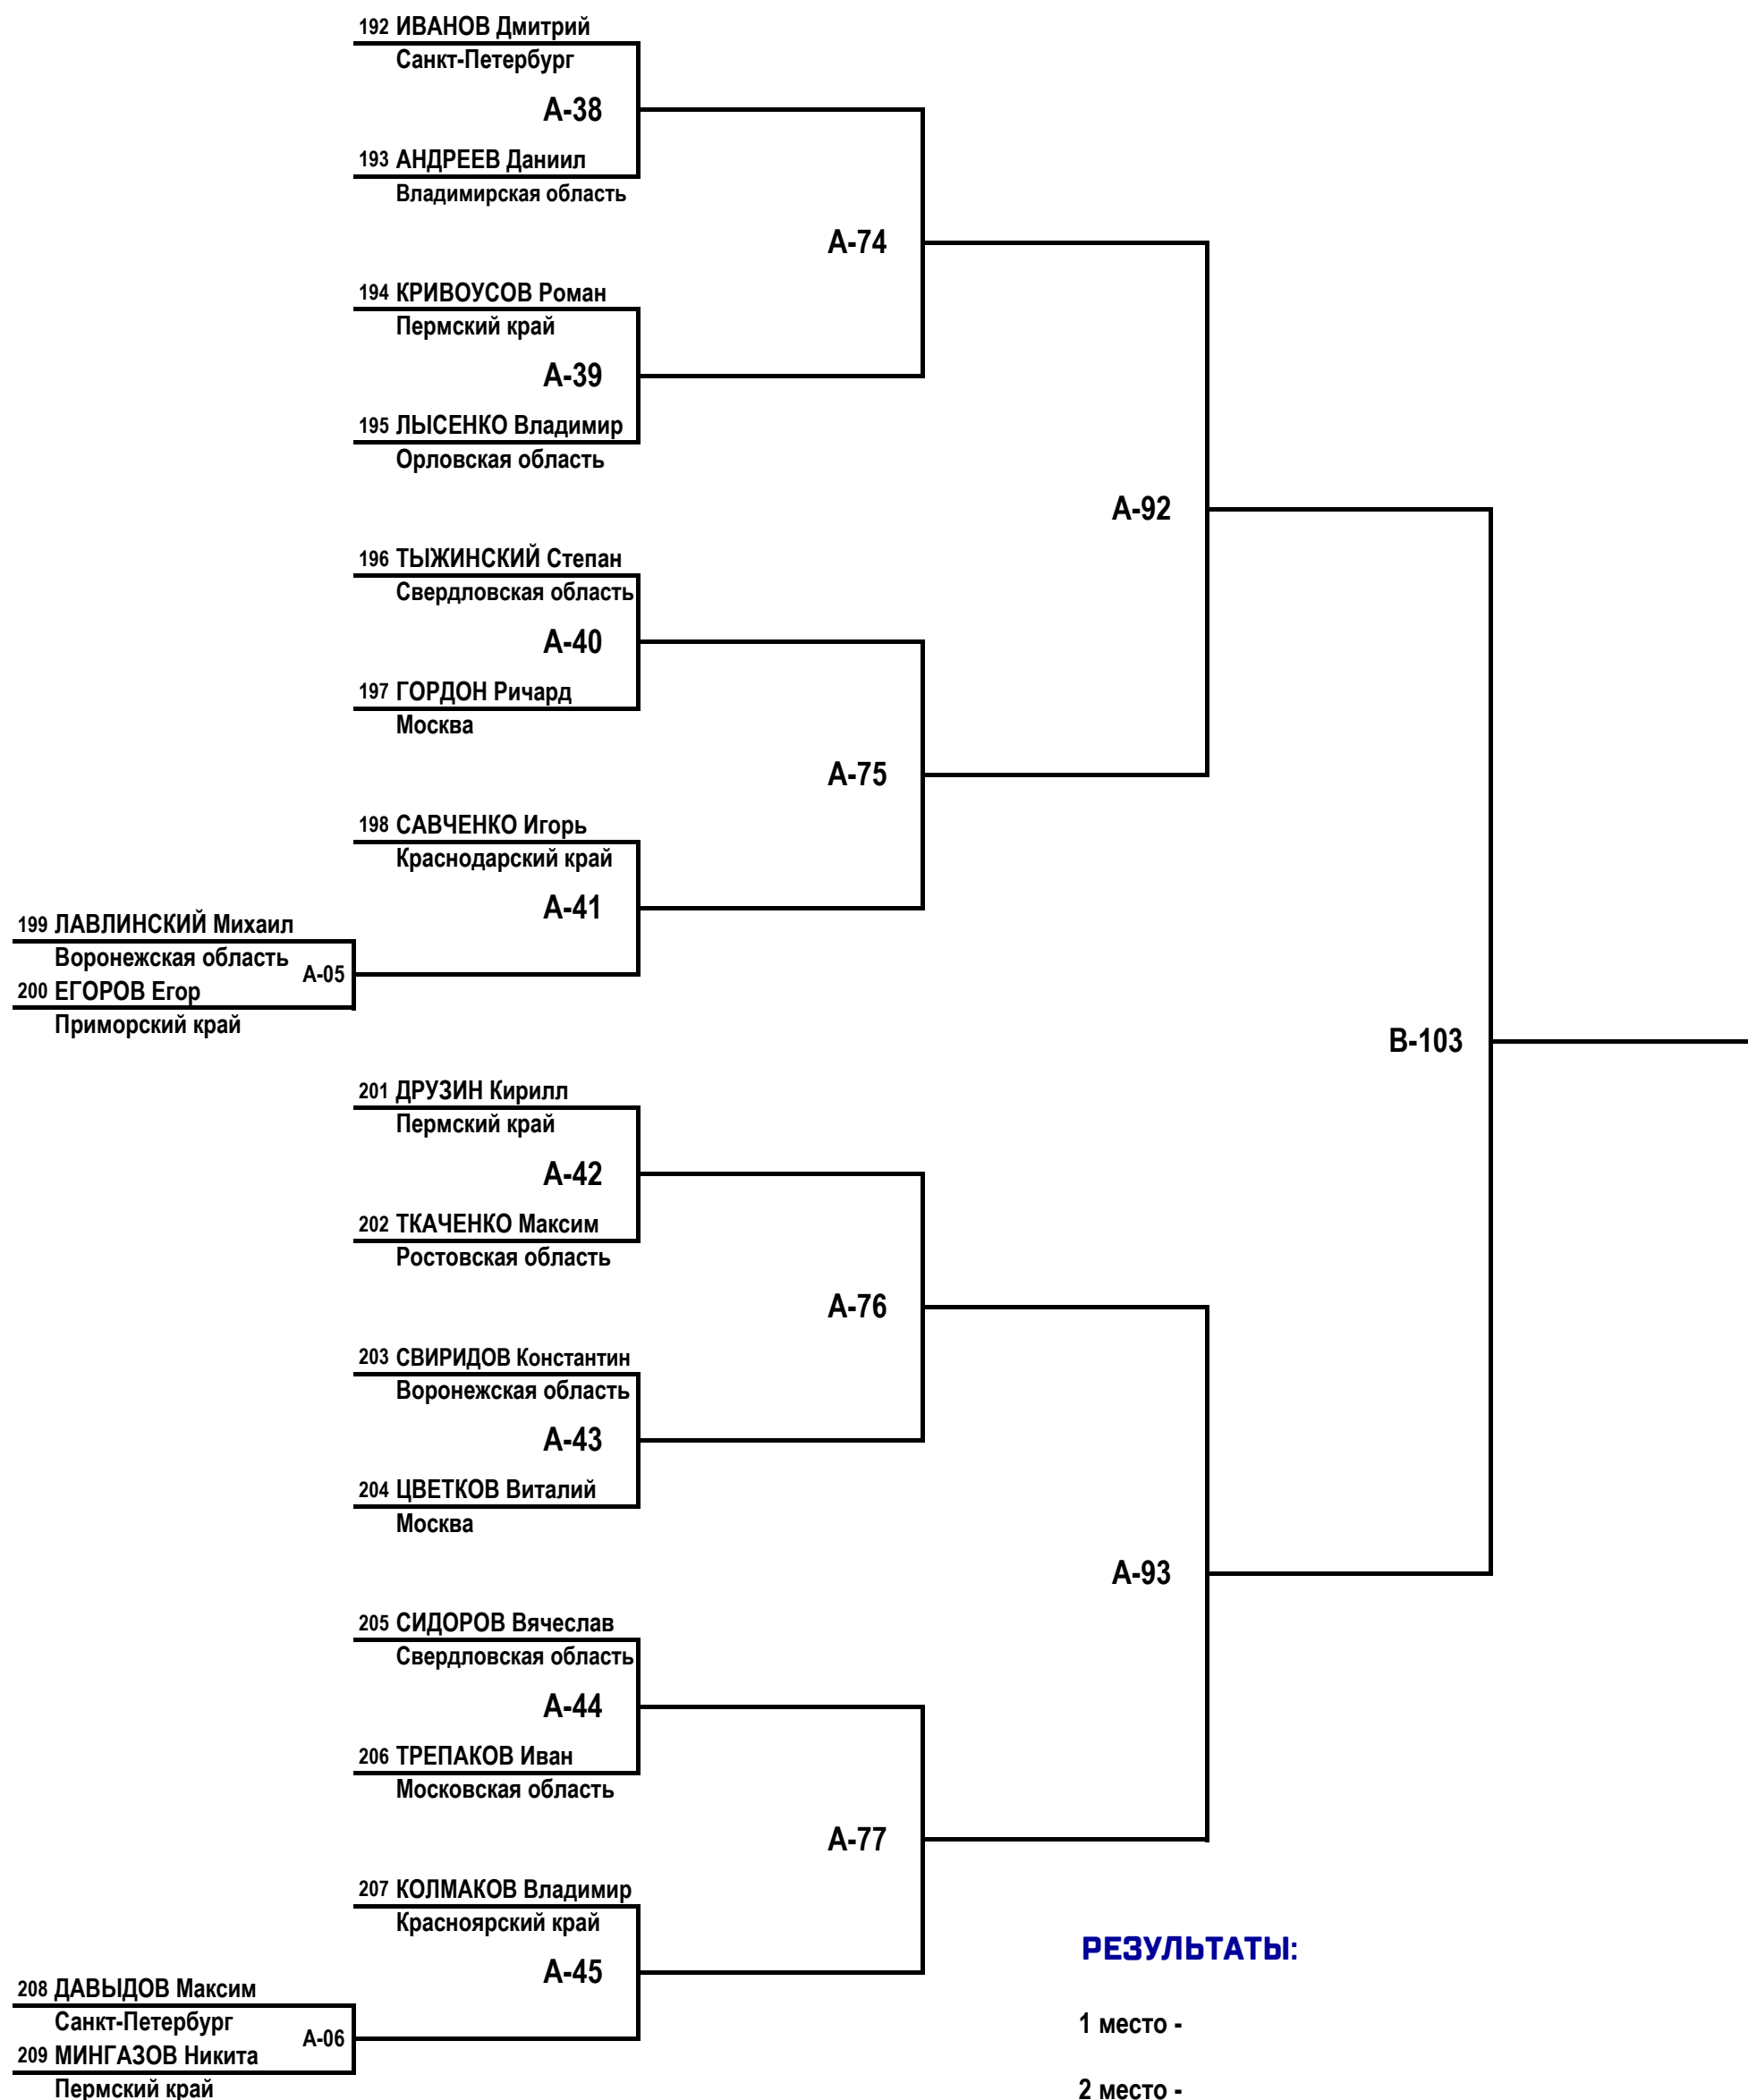 192 ИВАНОВ Дмитрий
Санкт-Петербург
А-38
193 АНДРЕЕВ Даниил
Владимирская область
А-74
194 КРИВОУСОВ Роман
Пермский край
А-39
195 ЛЫСЕНКО Владимир
Орловская область
А-92
196 ТЫЖИНСКИЙ Степан
Свердловская область
А-40
197 ГОРДОН Ричард
Москва
А-75
198 САВЧЕНКО Игорь
Краснодарский край
А-41
199 ЛАВЛИНСКИЙ Михаил
Воронежская область
А-05
200 ЕГОРОВ Егор
Приморский край
В-103
201 ДРУЗИН Кирилл
Пермский край
А-42
202 ТКАЧЕНКО Максим
Ростовская область
А-76
203 СВИРИДОВ Константин
Воронежская область
А-43
204 ЦВЕТКОВ Виталий
Москва
А-93
205 СИДОРОВ Вячеслав
Свердловская область
А-44
206 ТРЕПАКОВ Иван
Московская область
А-77
207 КОЛМАКОВ Владимир
Красноярский край
А-45
208 ДАВЫДОВ Максим
Санкт-Петербург
А-06
209 МИНГАЗОВ Никита
Пермский край
РЕЗУЛЬТАТЫ:
1 место -
2 место -